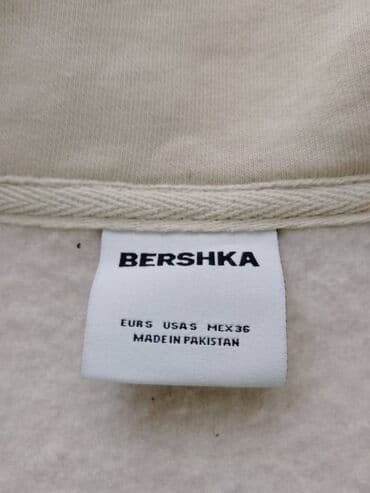 BERSHKA
EUR S USA S MEX 36
MADE IN PAKISTAN